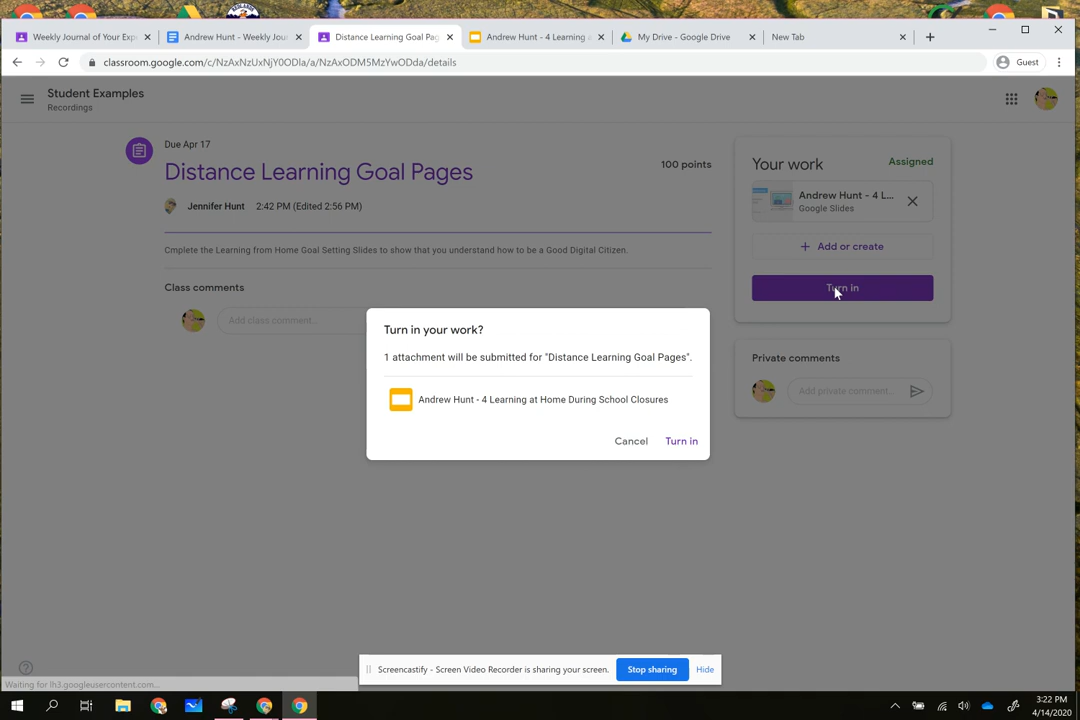 Weekly Journal of Your Exp
Andrew Hunt - Weekly Jou
Distance Learning Goal Pag
Andrew Hunt - 4 Learning a
My Drive - Google Drive
New Tab
classroom.google.com/c/NzAxNzUxNjY0ODla/a/NzAxODM5MzYwODda/details
Guest
Student Examples
Recordings
Due Apr 17
Distance Learning Goal Pages
100 points
Jennifer Hunt 2:42 PM (Edited 2:56 PM)
Cmplete the Learning from Home Goal Setting Slides to show that you understand how to be a Good Digital Citizen.
Class comments
Add class comment...
Your work
Assigned
Andrew Hunt - 4 L...
Google Slides
+ Add or create
Turn in
Private comments
Add private comment...
Turn in your work?
1 attachment will be submitted for "Distance Learning Goal Pages".
Andrew Hunt - 4 Learning at Home During School Closures
Cancel
Turn in
Screencastify - Screen Video Recorder is sharing your screen.
Stop sharing
Hide
Waiting for lh3.googleusercontent.com...
3:22 PM
4/14/2020